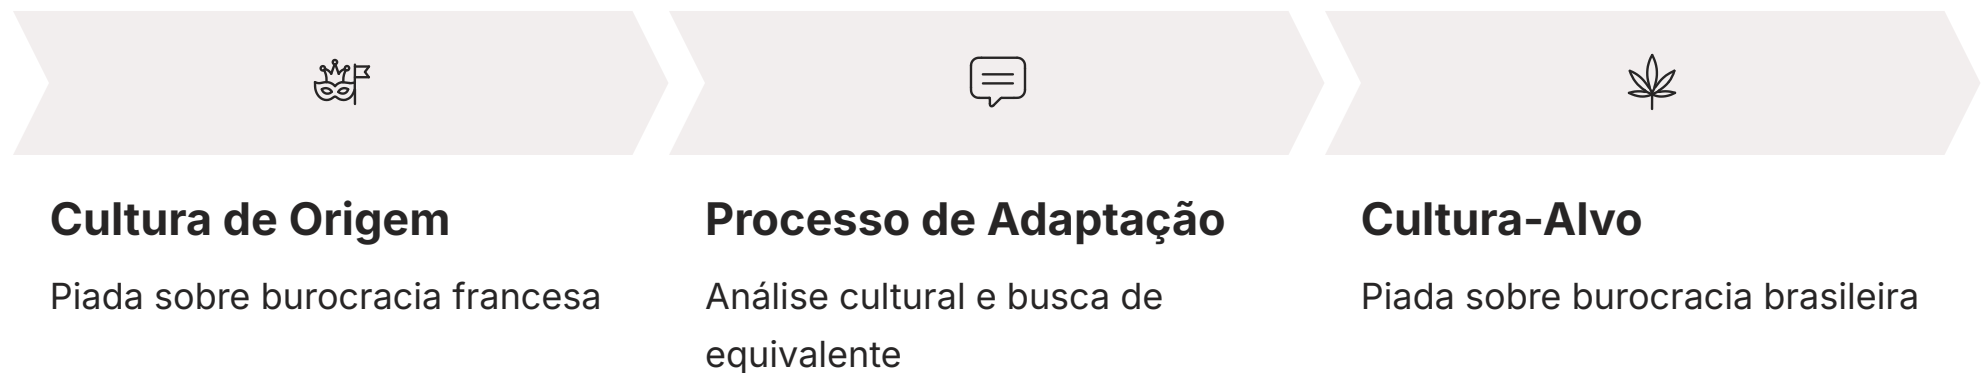 Cultura de Origem
Piada sobre burocracia francesa
Processo de Adaptação
Análise cultural e busca de
equivalente
Cultura-Alvo
Piada sobre burocracia brasileira